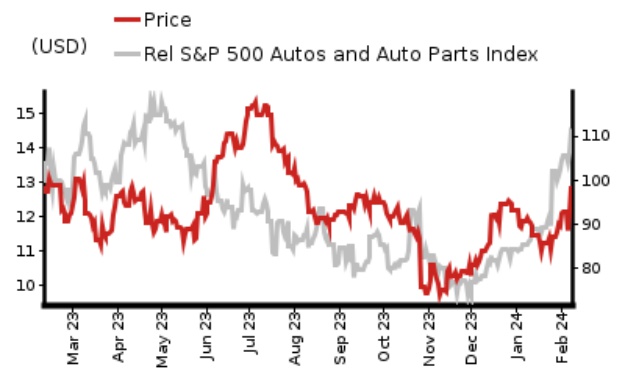 Price
(USD)
Rel S&P 500 Autos and Auto Parts Index
15
14
13
12
11
10
110
100
90
80
Mar 23
Apr 23
May 23
Jun 23
Jul 23
Aug 23
Sep 23
Oct 23
Nov 23
Dec 23
Jan 24
Feb 24